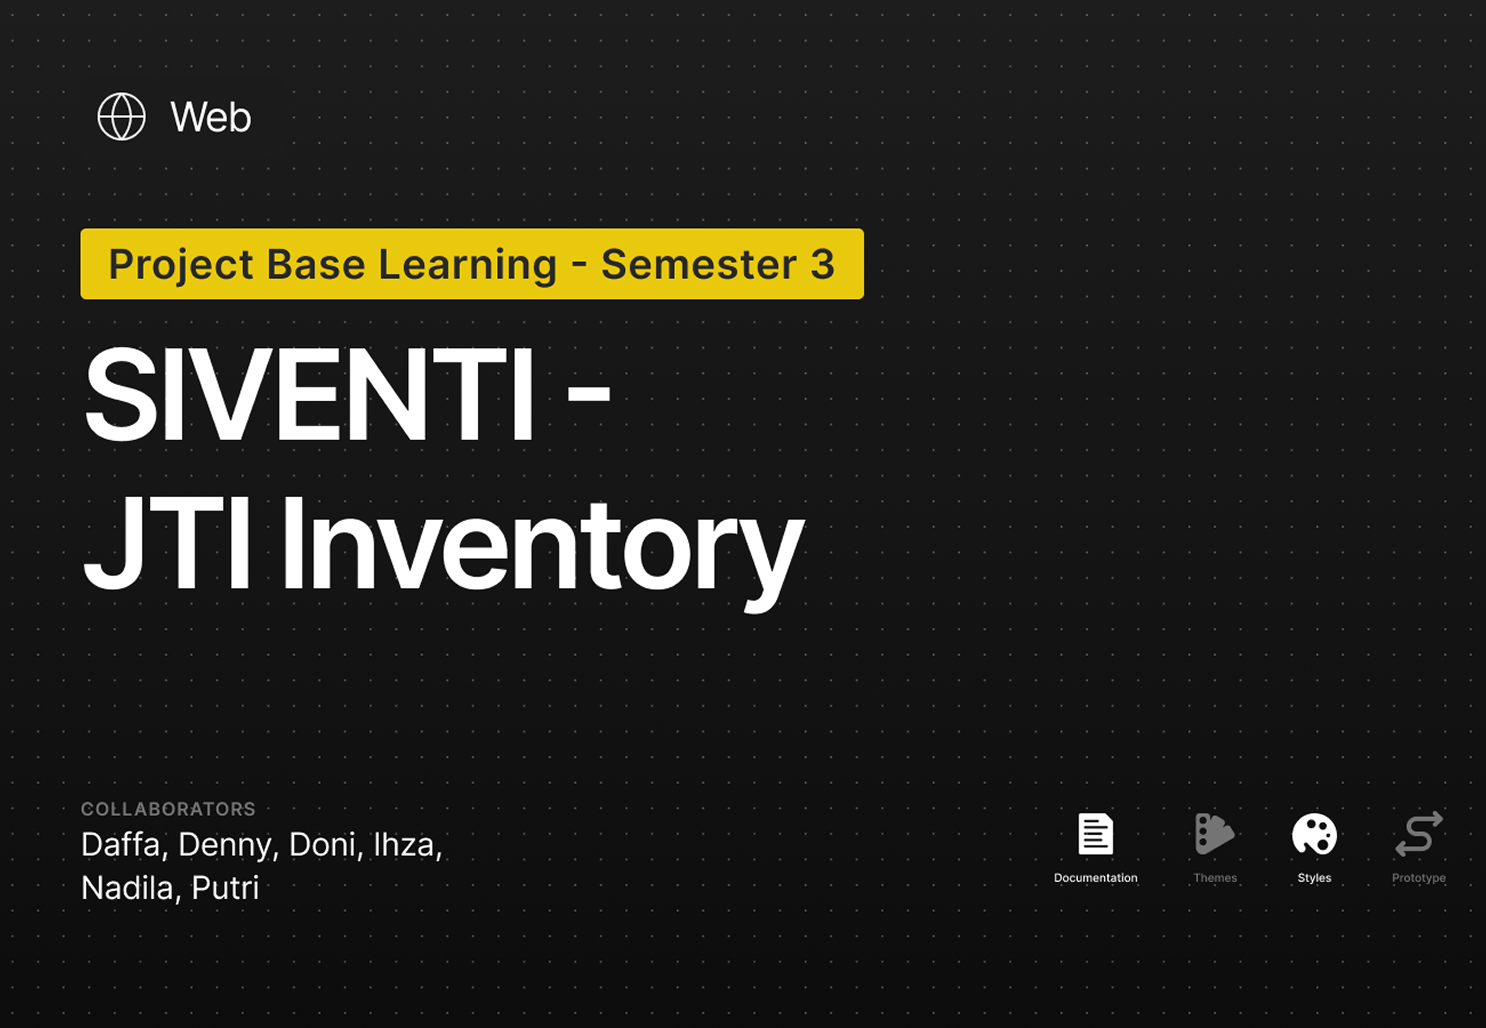 Web
Project Base Learning - Semester 3
SIVENTI -
JTI Inventory
COLLABORATORS
Daffa, Denny, Doni, Ihza,
Nadila, Putri
Documentation
Themes
Styles
Prototype